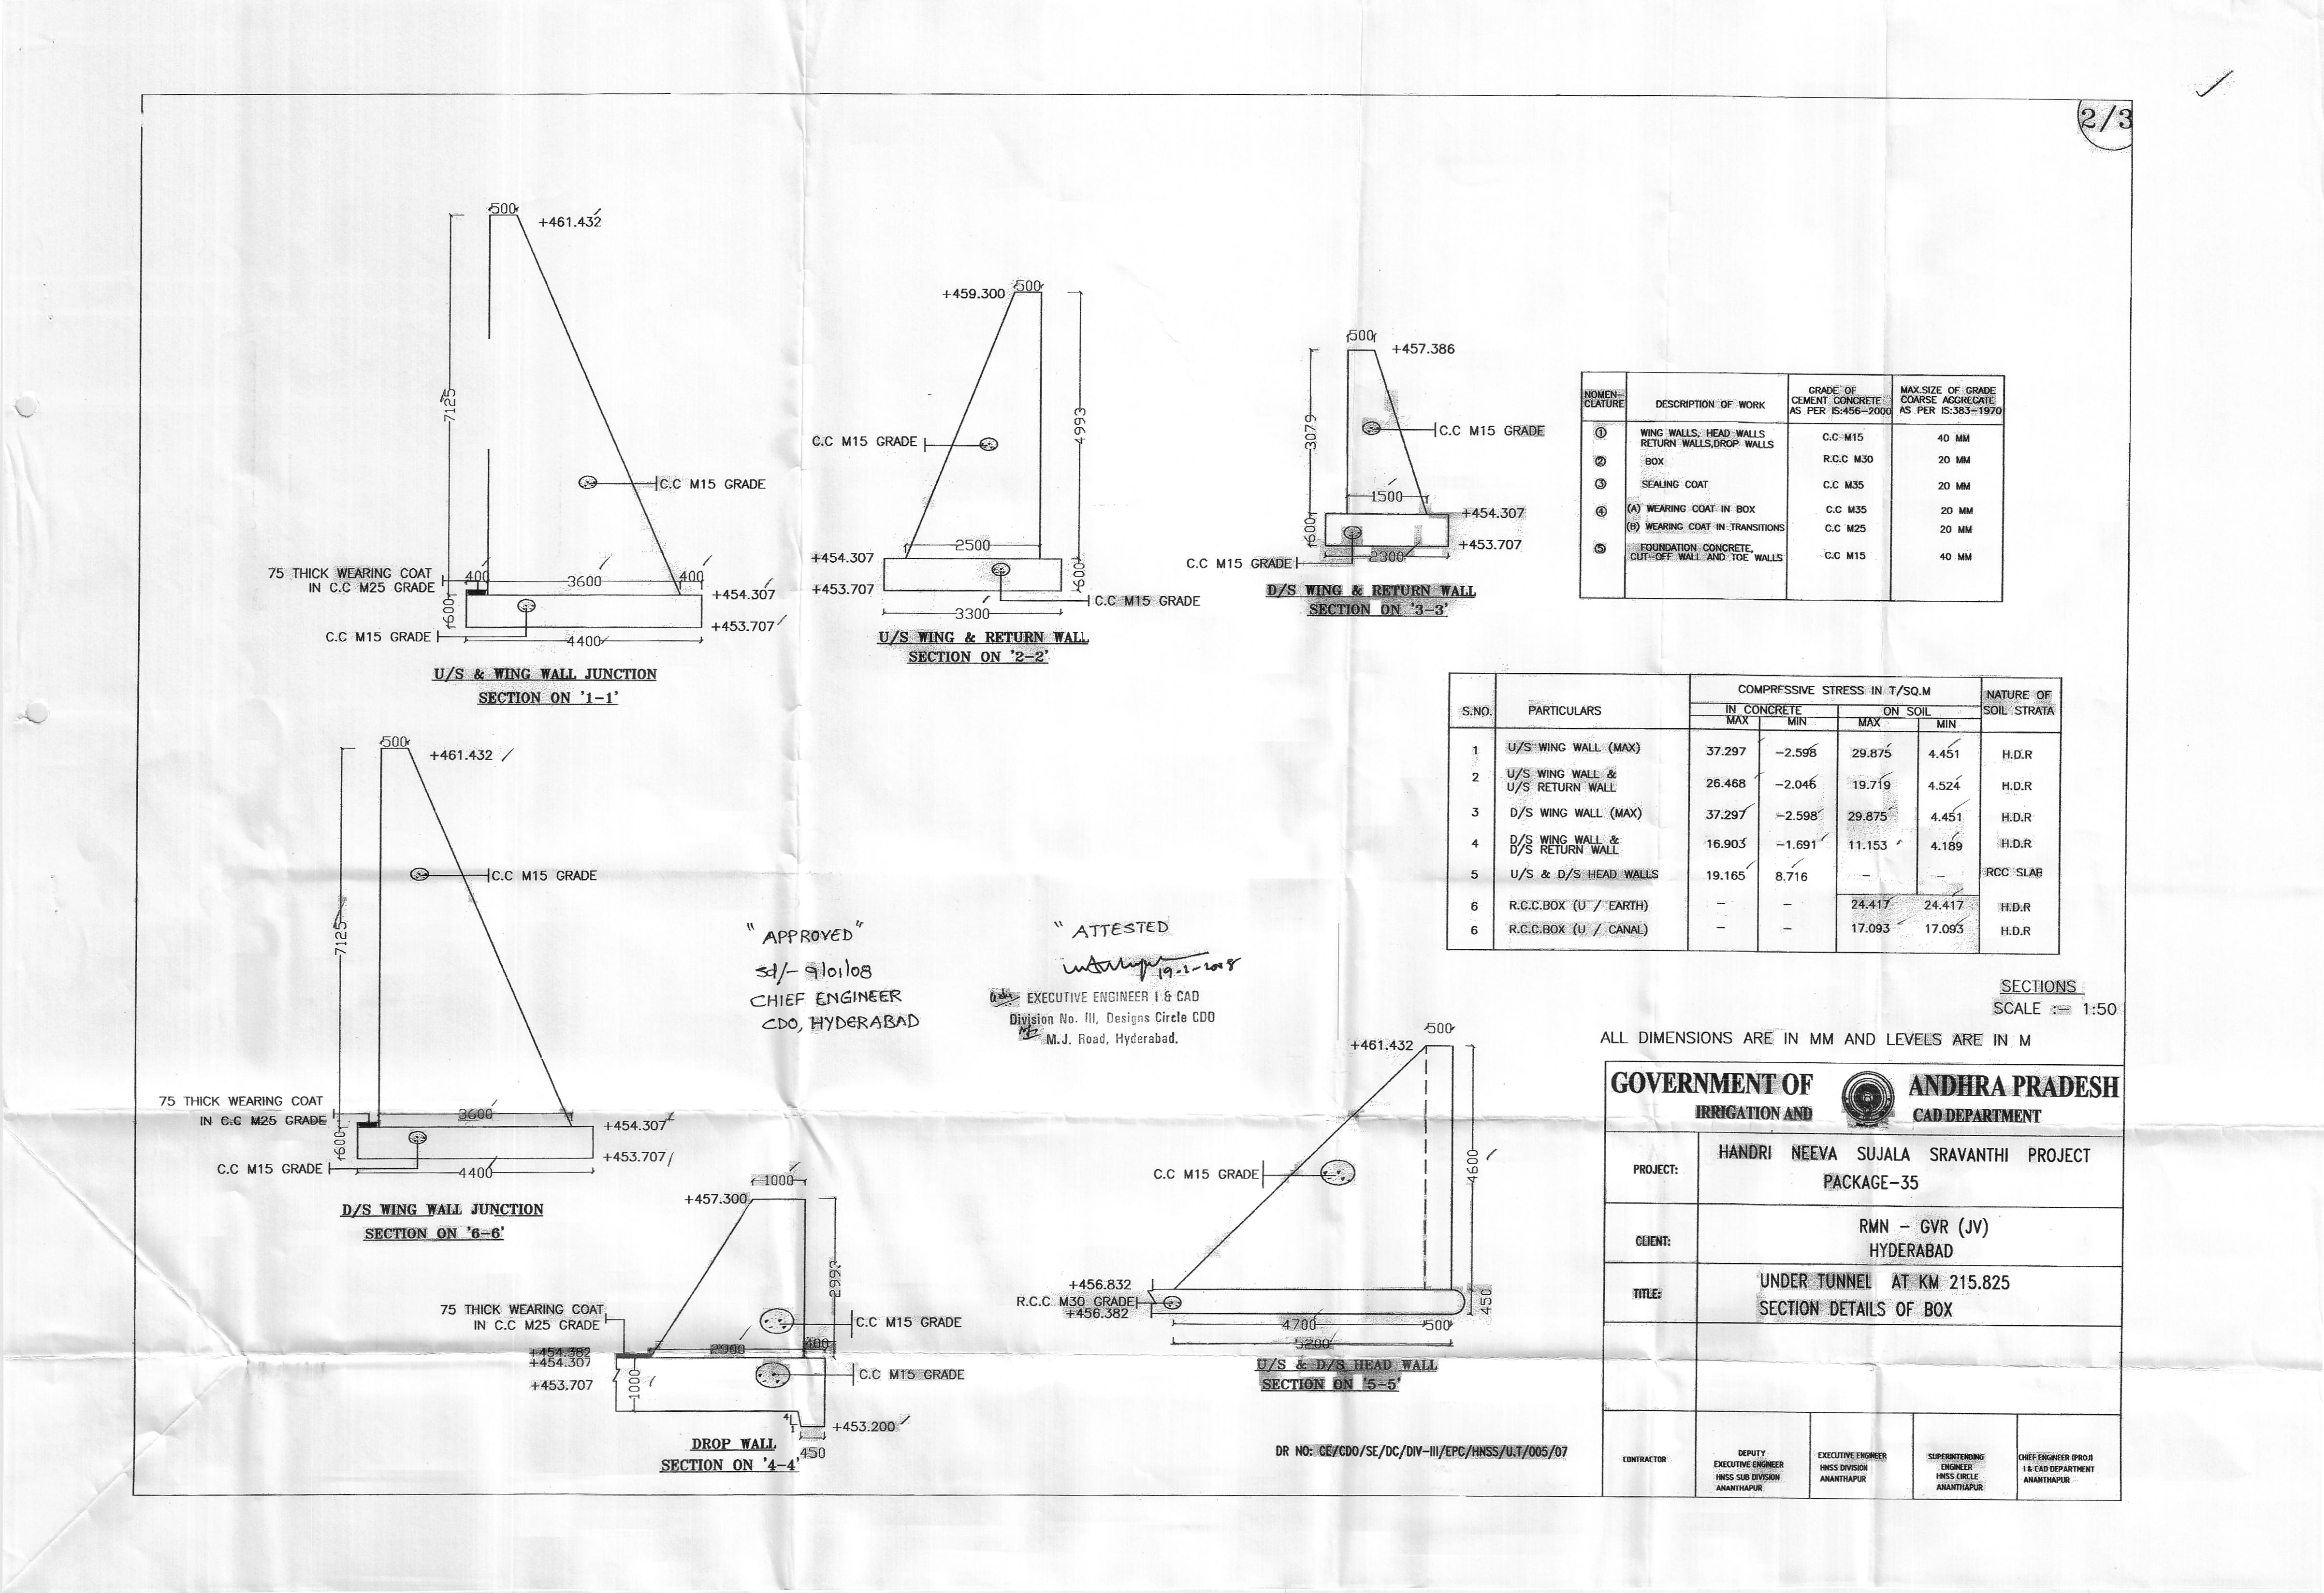 2/3
500
+461.432
7125
C.C M15 GRADE
75 THICK WEARING COAT
IN C.C M25 GRADE
400
3600
400
+454.307
600
+453.707
C.C M15 GRADE
4400
U/S & WING WALL JUNCTION
SECTION ON '1-1'
500
+459.300
4993
C.C M15 GRADE
2500
+454.307
+453.707
600
C.C M15 GRADE
3300
U/S WING & RETURN WALL
SECTION ON '2-2'
500
+457.386
3079
C.C M15 GRADE
1500
+454.307
600
+453.707
C.C M15 GRADE
2300
D/S WING & RETURN WALL
SECTION ON '3-3'
NOMEN-CLATURE DESCRIPTION OF WORK GRADE OF CEMENT CONCRETE AS PER IS:456-2000 MAX.SIZE OF GRADE COARSE AGGREGATE AS PER IS:383-1970
① WING WALLS, HEAD WALLS RETURN WALLS,DROP WALLS C.C M15 40 MM
② BOX R.C.C M30 20 MM
③ SEALING COAT C.C M35 20 MM
④ (A) WEARING COAT IN BOX C.C M35 20 MM
(B) WEARING COAT IN TRANSITIONS C.C M25 20 MM
⑤ FOUNDATION CONCRETE, CUT-OFF WALL AND TOE WALLS C.C M15 40 MM
S.NO. PARTICULARS COMPRESSIVE STRESS IN T/SQ.M NATURE OF SOIL STRATA
IN CONCRETE ON SOIL
MAX MIN MAX MIN
1 U/S WING WALL (MAX) 37.297 -2.598 29.875 4.451 H.D.R
2 U/S WING WALL & U/S RETURN WALL 26.468 -2.046 19.719 4.524 H.D.R
3 D/S WING WALL (MAX) 37.297 -2.598 29.875 4.451 H.D.R
4 D/S WING WALL & D/S RETURN WALL 16.903 -1.691 11.153 4.189 H.D.R
5 U/S & D/S HEAD WALLS 19.165 8.716 - - RCC SLAB
6 R.C.C.BOX (U / EARTH) - - 24.417 24.417 H.D.R
6 R.C.C.BOX (U / CANAL) - - 17.093 17.093 H.D.R
500
+461.432
7125
C.C M15 GRADE
75 THICK WEARING COAT
IN C.C M25 GRADE
3600
+454.307
600
+453.707
C.C M15 GRADE
4400
D/S WING WALL JUNCTION
SECTION ON '6-6'
"APPROVED"
sd/- 9/01/08
CHIEF ENGINEER
CDO, HYDERABAD
"ATTESTED
19-2-2008
EXECUTIVE ENGINEER I & CAD
Division No. III, Designs Circle CDO
M.J. Road, Hyderabad.
1000
+457.300
2993
75 THICK WEARING COAT
IN C.C M25 GRADE
C.C M15 GRADE
2900
400
+454.382
+454.307
+453.707
1000
C.C M15 GRADE
4
1
+453.200
450
DROP WALL
SECTION ON '4-4'
500
+461.432
4600
C.C M15 GRADE
+456.832
R.C.C M30 GRADE
+456.382
450
4700
500
5200
U/S & D/S HEAD WALL
SECTION ON '5-5'
DR NO: CE/CDO/SE/DC/DIV-III/EPC/HNSS/U.T/005/07
SECTIONS
SCALE :- 1:50
ALL DIMENSIONS ARE IN MM AND LEVELS ARE IN M
GOVERNMENT OF ANDHRA PRADESH
IRRIGATION AND CAD DEPARTMENT
PROJECT: HANDRI NEEVA SUJALA SRAVANTHI PROJECT
PACKAGE-35
CLIENT: RMN - GVR (JV)
HYDERABAD
TITLE: UNDER TUNNEL AT KM 215.825
SECTION DETAILS OF BOX
CONTRACTOR
DEPUTY
EXECUTIVE ENGINEER
HNSS SUB DIVISION
ANANTHAPUR
EXECUTIVE ENGINEER
HNSS DIVISION
ANANTHAPUR
SUPERINTENDING
ENGINEER
HNSS CIRCLE
ANANTHAPUR
CHIEF ENGINEER (PROJ)
I & CAD DEPARTMENT
ANANTHAPUR